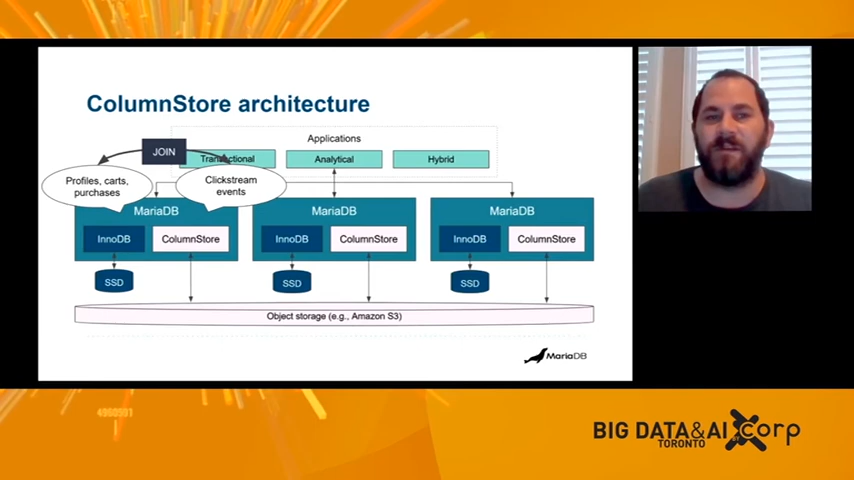 ColumnStore architecture
Applications
JOIN
Transactional
Analytical
Hybrid
Profiles, carts,
purchases
Clickstream
events
MariaDB
MariaDB
MariaDB
InnoDB
ColumnStore
InnoDB
ColumnStore
InnoDB
ColumnStore
SSD
SSD
SSD
Object storage (e.g., Amazon S3)
MariaDB
BIG DATA&AI
TORONTO
BY
corp